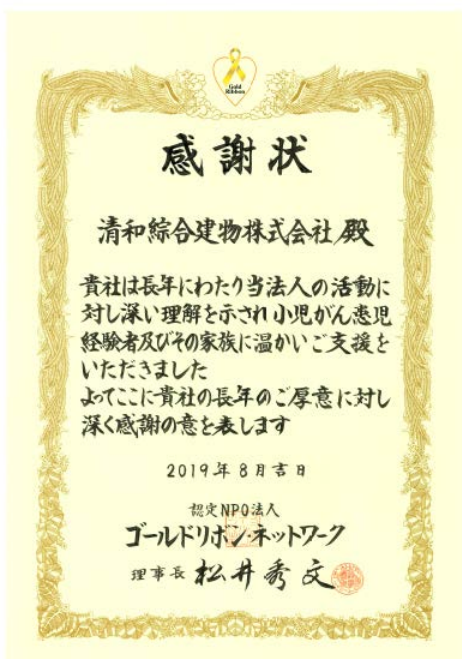 Gold
Ribbon
感謝状
清和綜合建物株式会社 殿
貴社は長年にわたり当法人の活動に
対し深い理解を示され小児がん患児
経験者及びその家族に温かいご支援を
いただきました
よってここに貴社の長年のご厚意に対し
深く感謝の意を表します
2019年8月吉日
認定NPO法人
ゴールドリボン・ネットワーク
理事長 松井秀文